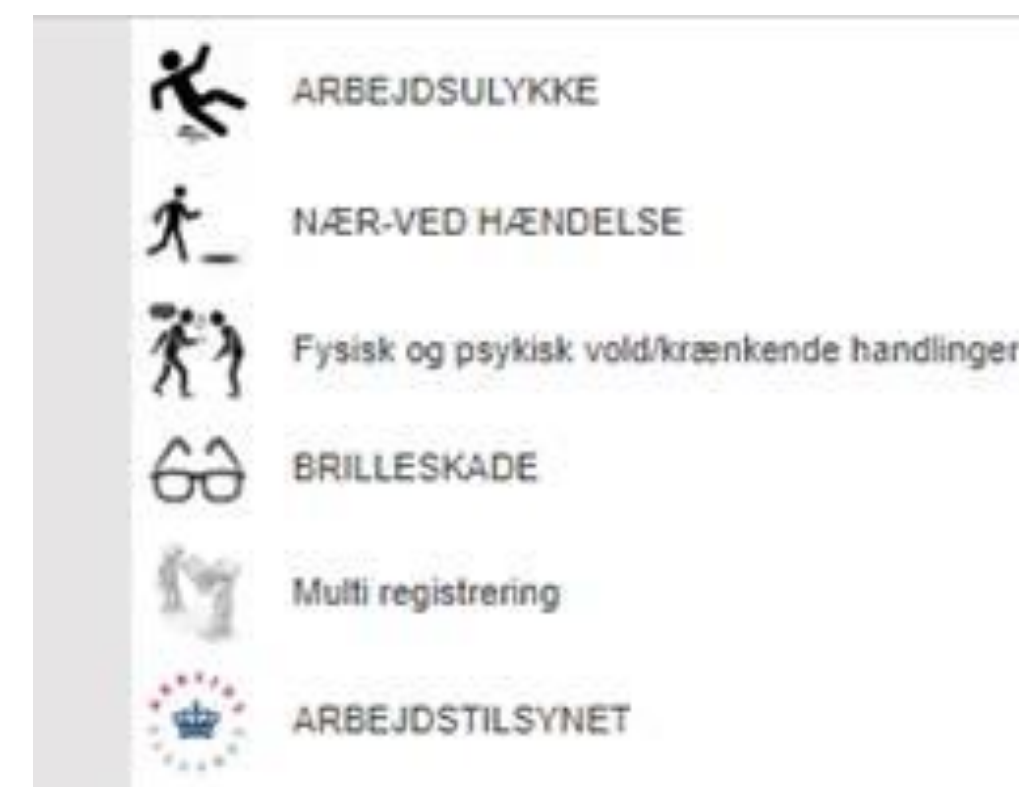 ARBEJDSULYKKE
NÆR-VED HÆNDELSE
Fysisk og psykisk vold/krænkende handlinger
BRILLESKADE
Multi registrering
ARBEJDSTILSYNET